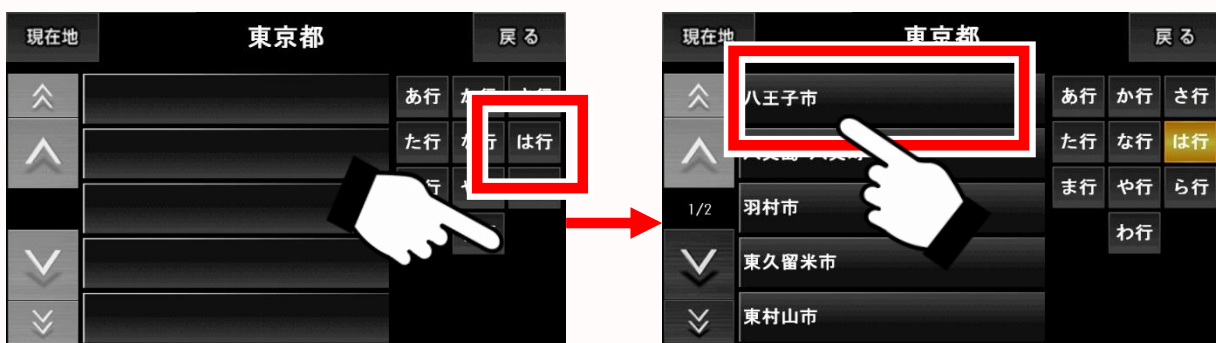 現在地 東京都 戻る
あ行
た行 は行
現在地 東京都 戻る
八王子市 あ行 か行 さ行
た行 な行 は行
1/2 羽村市 ま行 や行 ら行
わ行
東久留米市
東村山市